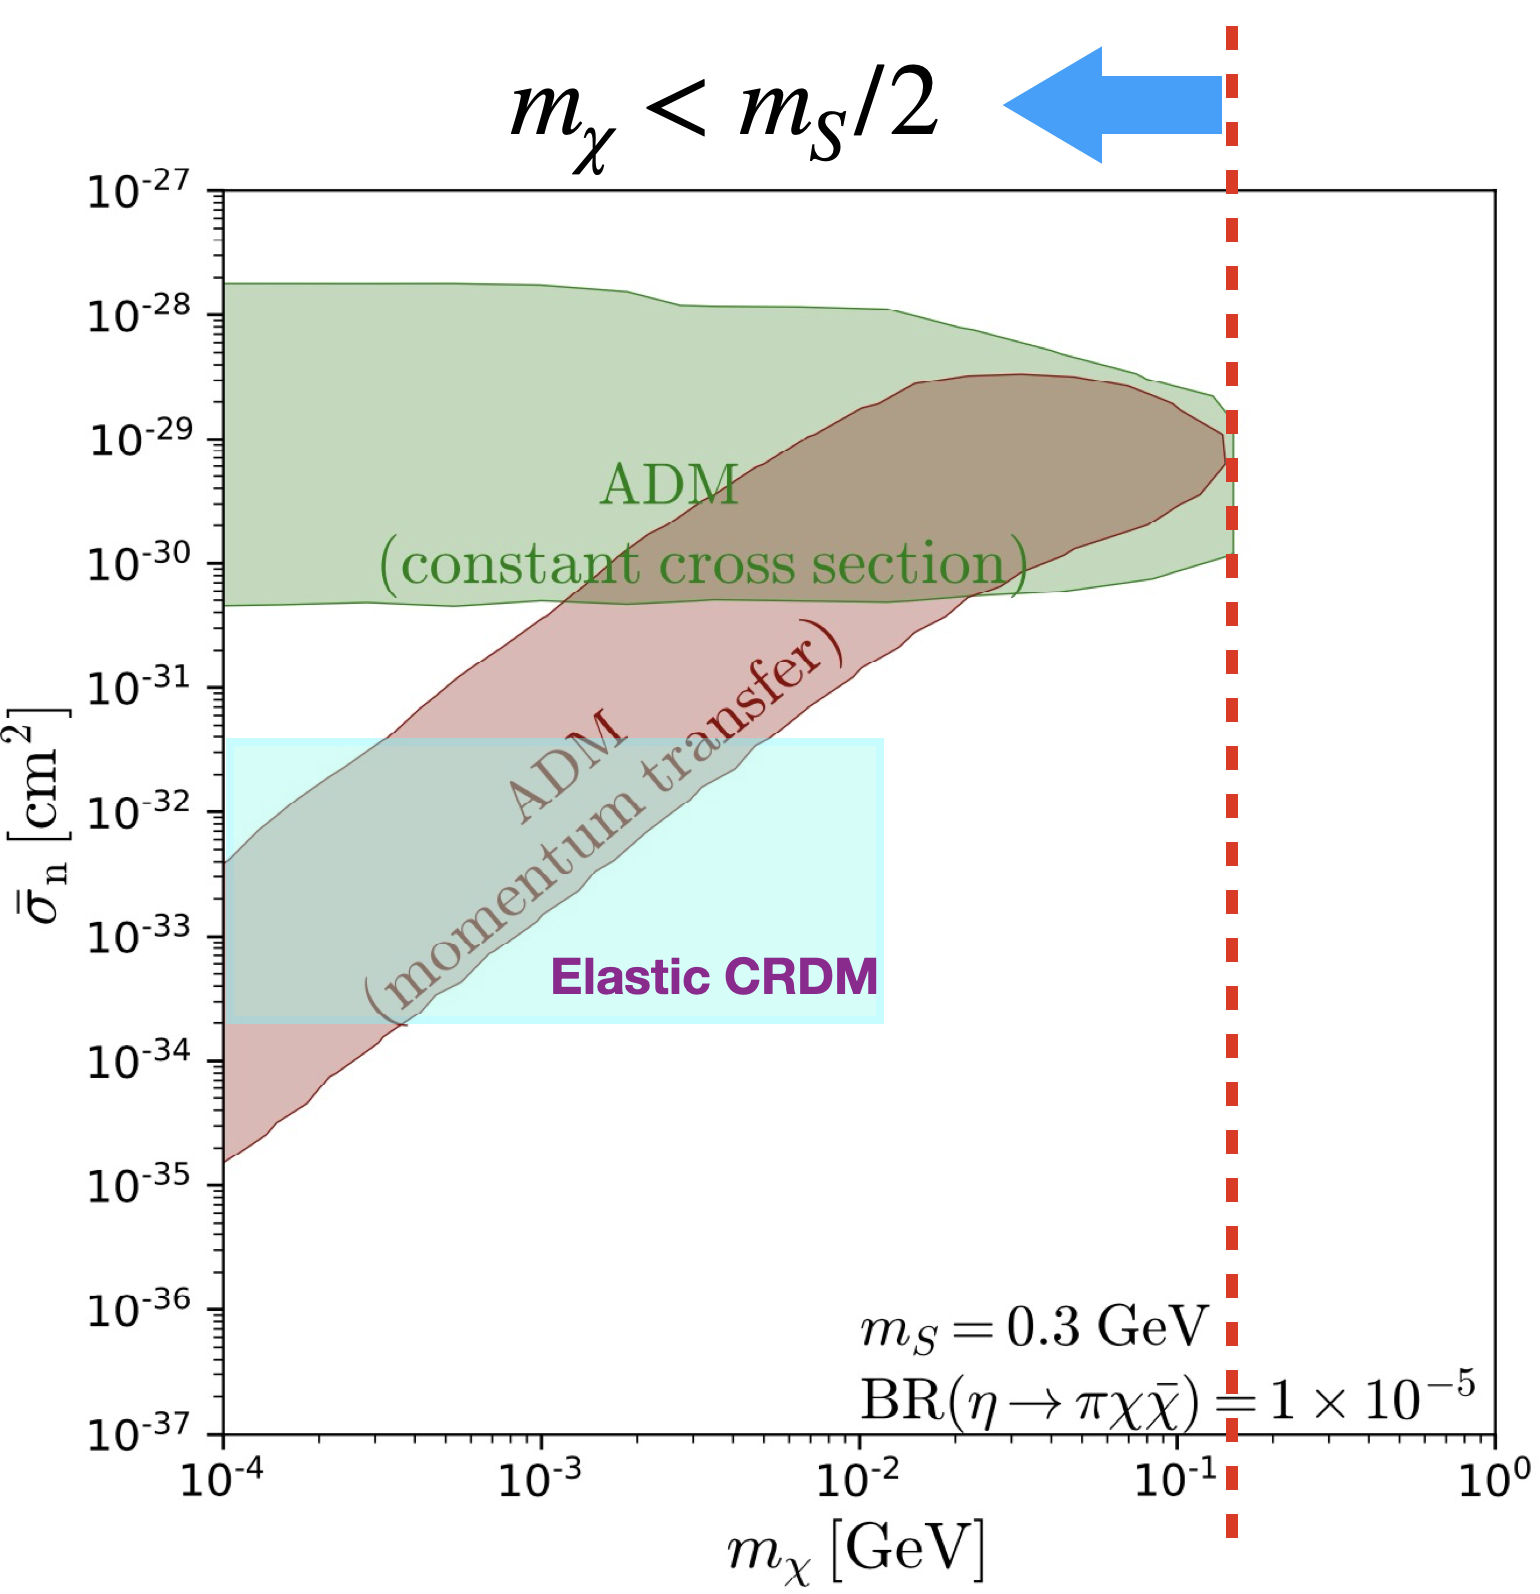 mχ < mS/2
10-27
10-28
10-29
10-30
10-31
10-32
10-33
10-34
10-35
10-36
10-37
σ̄n [cm2]
ADM
(constant cross section)
ADM
(momentum transfer)
Elastic CRDM
mS = 0.3 GeV
BR(η → πχχ̄) = 1 × 10−5
10-4 10-3 10-2 10-1 100
mχ [GeV]